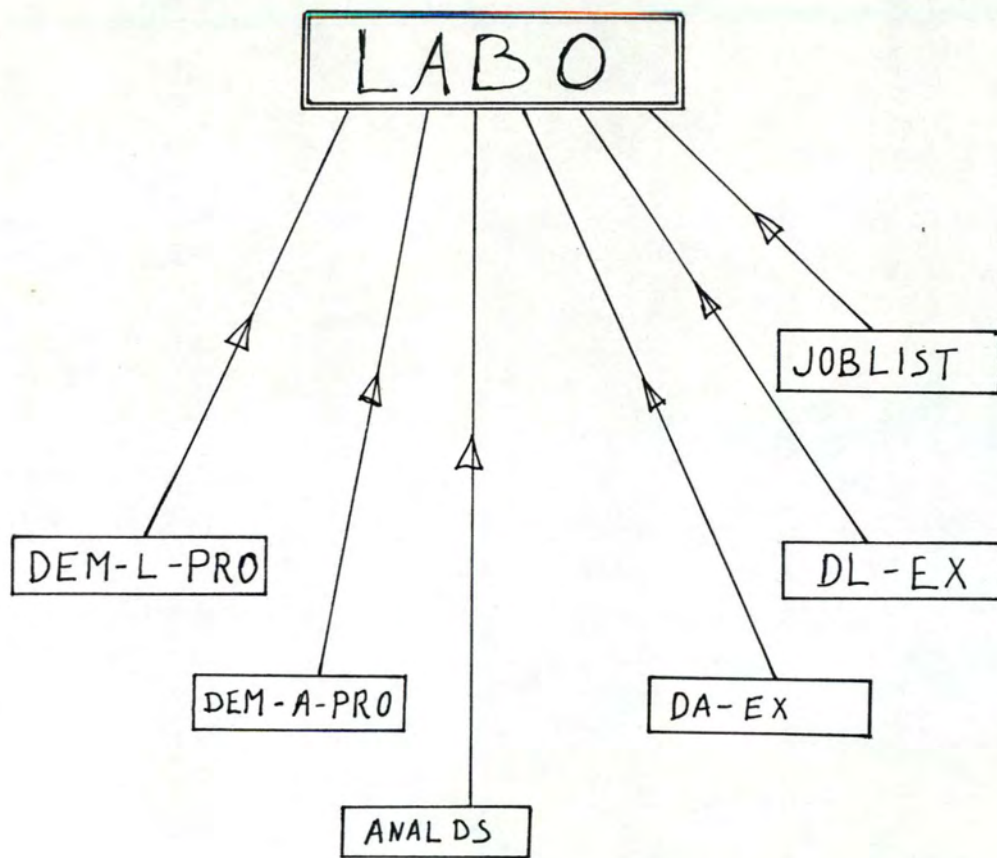 LABO
JOBLIST
DEM-L-PRO
DL-EX
DEM-A-PRO
DA-EX
ANALDS